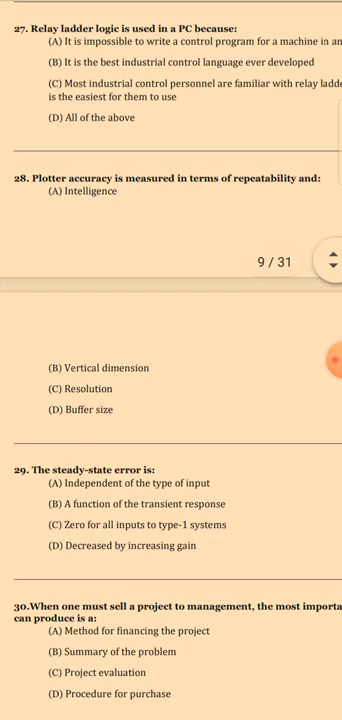 27. Relay ladder logic is used in a PC because:
(A) It is impossible to write a control program for a machine in
(B) It is the best industrial control language ever developed
(C) Most industrial control personnel are familiar with relay
is the easiest for them to use
(D) All of the above
28. Plotter accuracy is measured in terms of repeatability and:
(A) Intelligence
9 / 31
(B) Vertical dimension
(C) Resolution
(D) Buffer size
29. The steady-state error is:
(A) Independent of the type of input
(B) A function of the transient response
(C) Zero for all inputs to type-1 systems
(D) Decreased by increasing gain
30.When one must sell a project to management, the most
can produce is a:
(A) Method for financing the project
(B) Summary of the problem
(C) Project evaluation
(D) Procedure for purchase